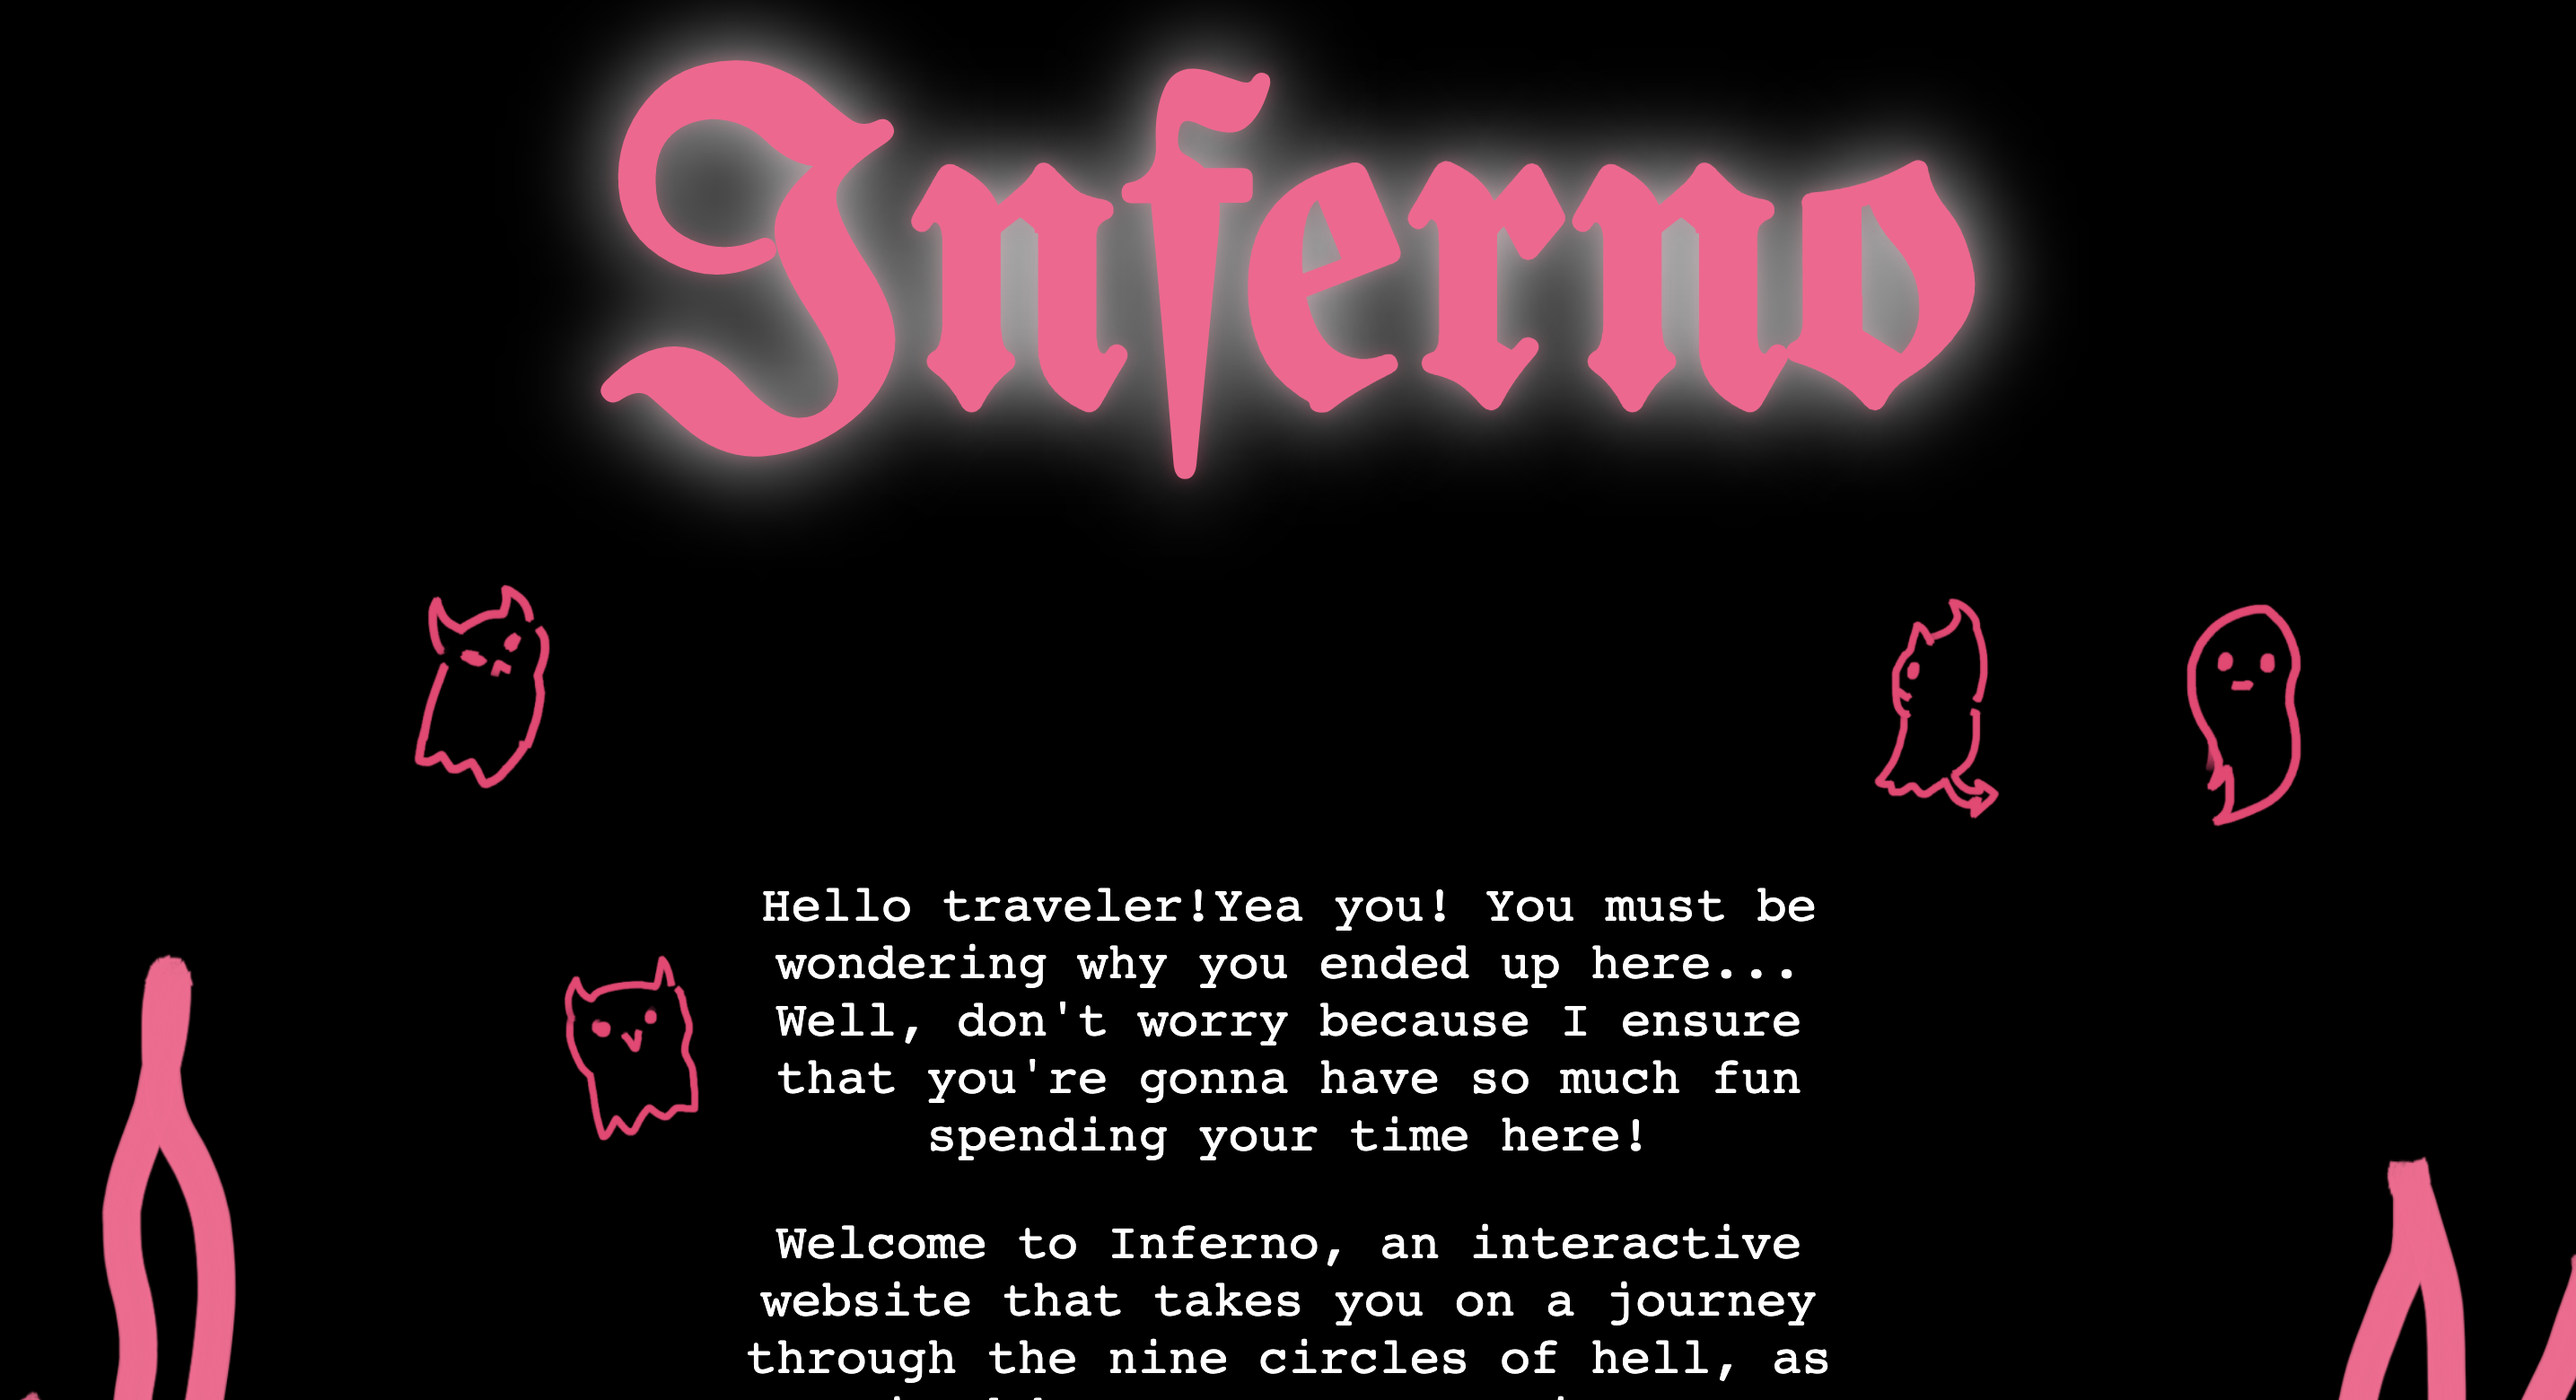 Inferno
Hello traveler!Yea you! You must be
wondering why you ended up here...
Well, don't worry because I ensure
that you're gonna have so much fun
spending your time here!
Welcome to Inferno, an interactive
website that takes you on a journey
through the nine circles of hell, as